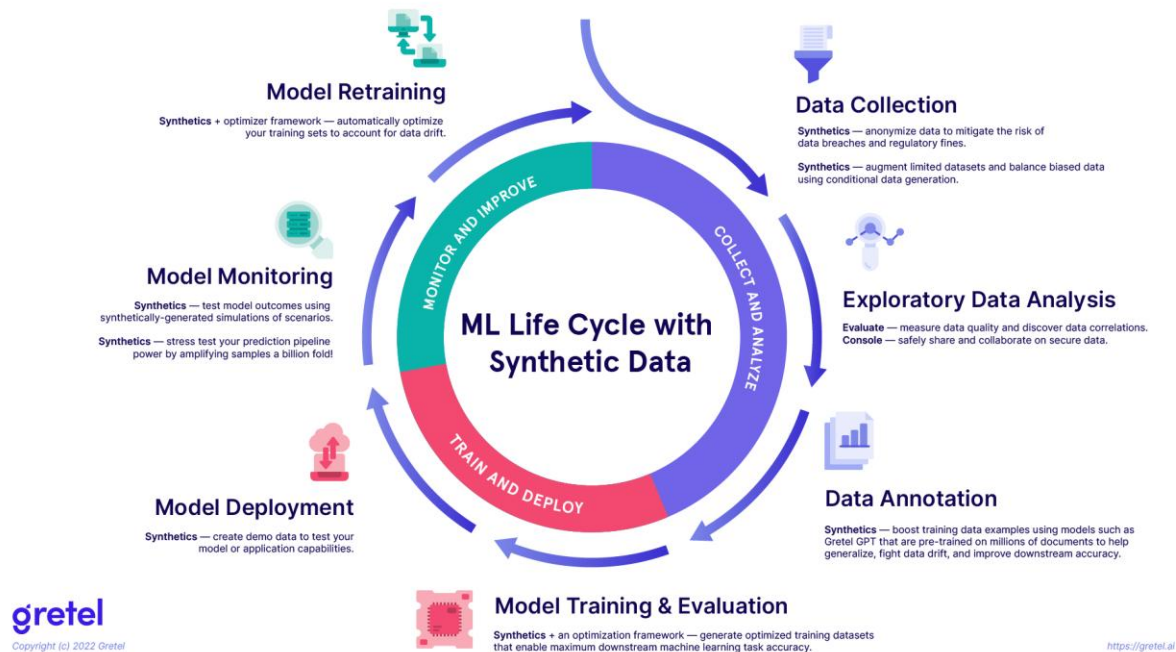 Model Retraining
Synthetics + optimizer framework — automatically optimize
your training sets to account for data drift.
Data Collection
Synthetics — anonymize data to mitigate the risk of
data breaches and regulatory fines.
Synthetics — augment limited datasets and balance biased data
using conditional data generation.
Model Monitoring
Synthetics — test model outcomes using
synthetically-generated simulations of scenarios.
Synthetics — stress test your prediction pipeline
power by amplifying samples a billion fold!
MONITOR AND IMPROVE
COLLECT AND ANALYZE
TRAIN AND DEPLOY
ML Life Cycle with
Synthetic Data
Exploratory Data Analysis
Evaluate — measure data quality and discover data correlations.
Console — safely share and collaborate on secure data.
Model Deployment
Synthetics — create demo data to test your
model or application capabilities.
Data Annotation
Synthetics — boost training data examples using models such as
Gretel GPT that are pre-trained on millions of documents to help
generalize, fight data drift, and improve downstream accuracy.
Model Training & Evaluation
Synthetics + an optimization framework — generate optimized training datasets
that enable maximum downstream machine learning task accuracy.
gretel
Copyright (c) 2022 Gretel
https://gretel.ai